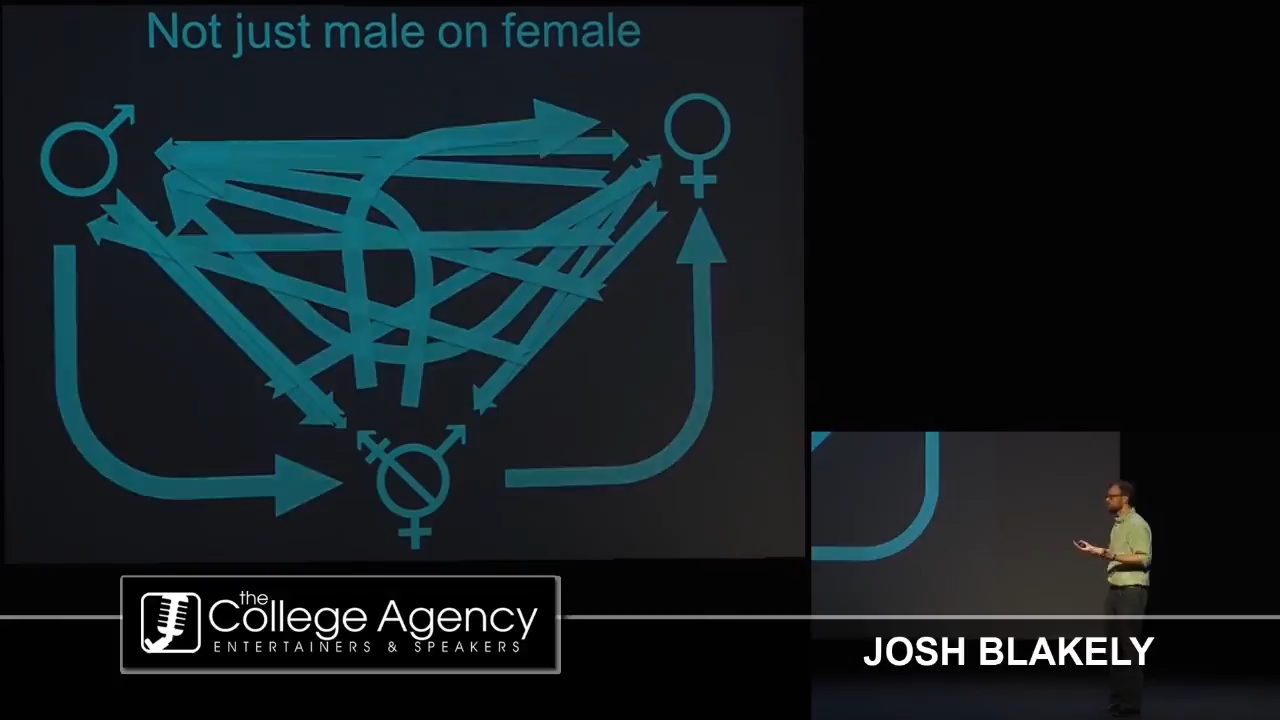 Not just male on female
the
College Agency
ENTERTAINERS & SPEAKERS
JOSH BLAKELY